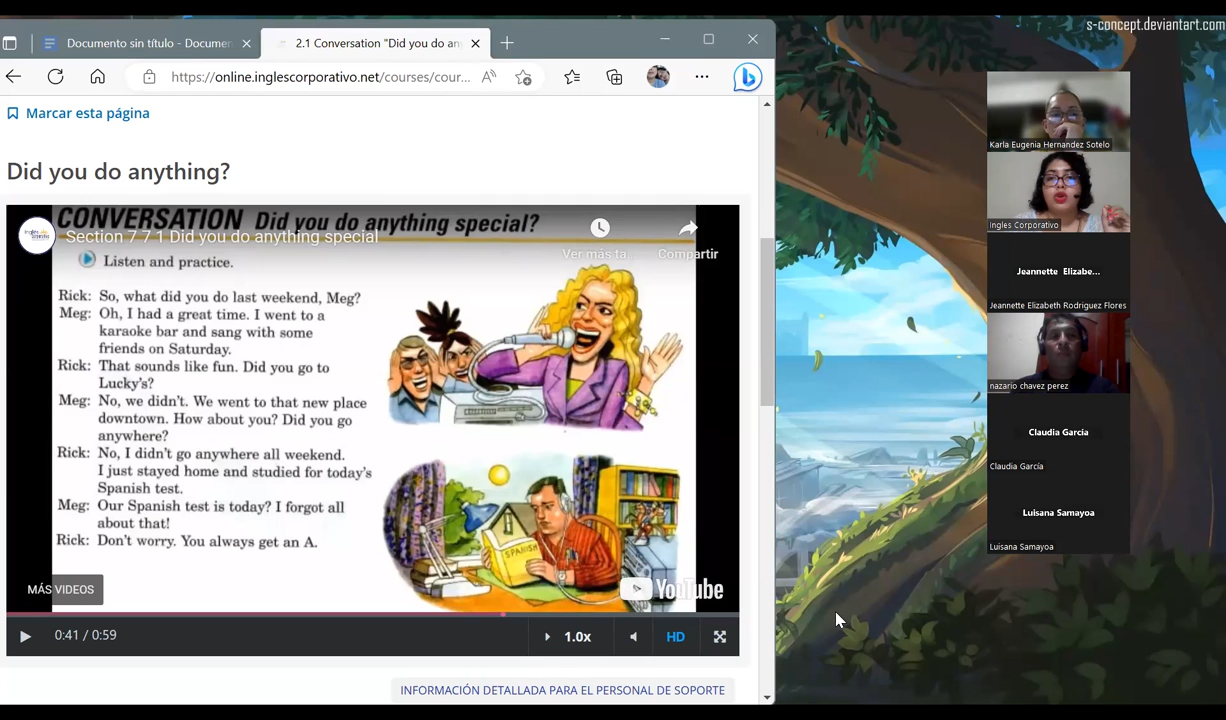 s-concept.deviantart.com
Documento sin título - Documen
2.1 Conversation "Did you do an
https://online.inglescorporativo.net/courses/cour...
Marcar esta página
Did you do anything?
CONVERSATION Did you do anything special?
Section 7 7 1 Did you do anything special
Ver más ta...
Compartir
Listen and practice.
Rick: So, what did you do last weekend, Meg?
Meg: Oh, I had a great time. I went to a
karaoke bar and sang with some
friends on Saturday.
Rick: That sounds like fun. Did you go to
Lucky's?
Meg: No, we didn't. We went to that new place
downtown. How about you? Did you go
anywhere?
Rick: No, I didn't go anywhere all weekend.
I just stayed home and studied for today's
Spanish test.
Meg: Our Spanish test is today? I forgot all
about that!
Rick: Don't worry. You always get an A.
SPANISH
MÁS VIDEOS
YouTube
0:41 / 0:59
1.0x
HD
INFORMACIÓN DETALLADA PARA EL PERSONAL DE SOPORTE
Karla Eugenia Hernandez Sotelo
Ingles Corporativo
Jeannette Elizabe...
Jeannette Elizabeth Rodriguez Flores
nazario chavez perez
Claudia García
Claudia García
Luisana Samayoa
Luisana Samayoa